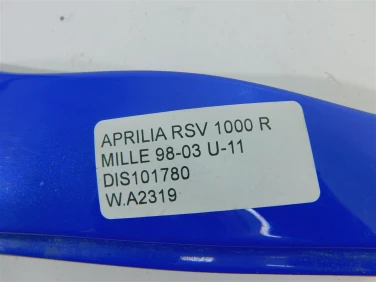 APRILIA RSV 1000 R
MILLE 98-03 U-11
DIS101780
W.A2319